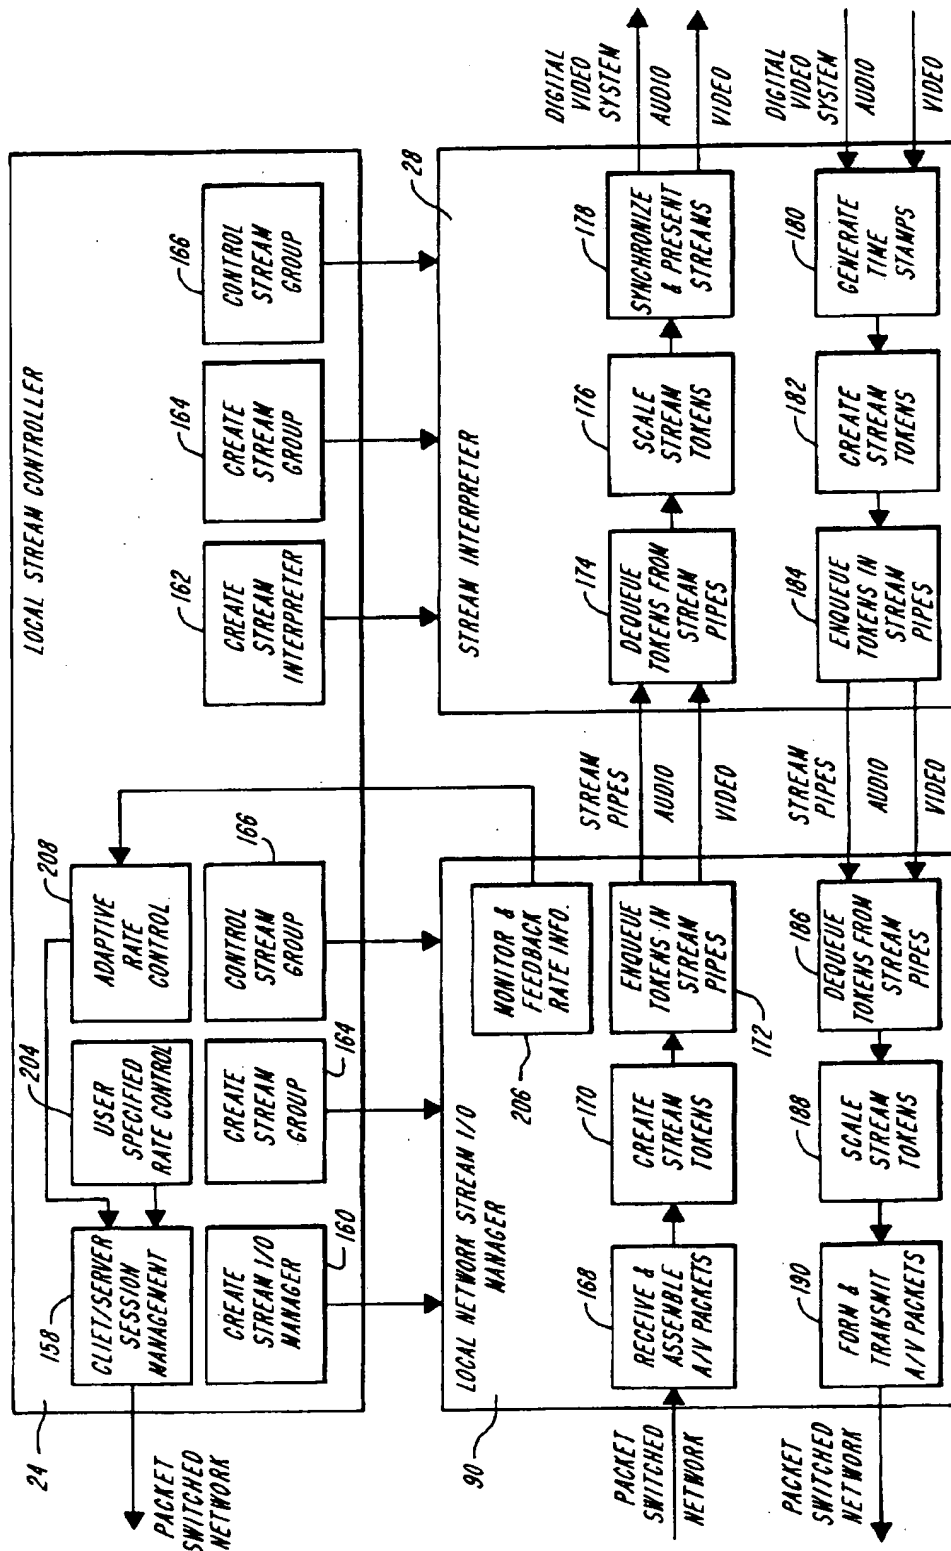 LOCAL STREAM CONTROLLER
24
158
CLIET/SERVER
SESSION
MANAGEMENT
204
USER
SPECIFIED
RATE CONTROL
208
ADAPTIVE
RATE
CONTROL
160
CREATE
STREAM I/O
MANAGER
164
CREATE
STREAM
GROUP
166
CONTROL
STREAM
GROUP
162
CREATE
STREAM
INTERPRETER
164
CREATE
STREAM
GROUP
166
CONTROL
STREAM
GROUP
PACKET
SWITCHED
NETWORK
90
LOCAL NETWORK STREAM I/O
MANAGER
206
MONITOR &
FEEDBACK
RATE INFO.
PACKET
SWITCHED
NETWORK
168
RECEIVE &
ASSEMBLE
A/V PACKETS
170
CREATE
STREAM
TOKENS
172
ENQUEUE
TOKENS IN
STREAM
PIPES
STREAM
PIPES
AUDIO
VIDEO
28
STREAM INTERPRETER
174
DEQUEUE
TOKENS FROM
STREAM
PIPES
176
SCALE
STREAM
TOKENS
178
SYNCHRONIZE
& PRESENT
STREAMS
DIGITAL
VIDEO
SYSTEM
AUDIO
VIDEO
PACKET
SWITCHED
NETWORK
190
FORM &
TRANSMIT
A/V PACKETS
188
SCALE
STREAM
TOKENS
186
DEQUEUE
TOKENS FROM
STREAM
PIPES
STREAM
PIPES
AUDIO
VIDEO
184
ENQUEUE
TOKENS IN
STREAM
PIPES
182
CREATE
STREAM
TOKENS
180
GENERATE
TIME
STAMPS
DIGITAL
VIDEO
SYSTEM
AUDIO
VIDEO